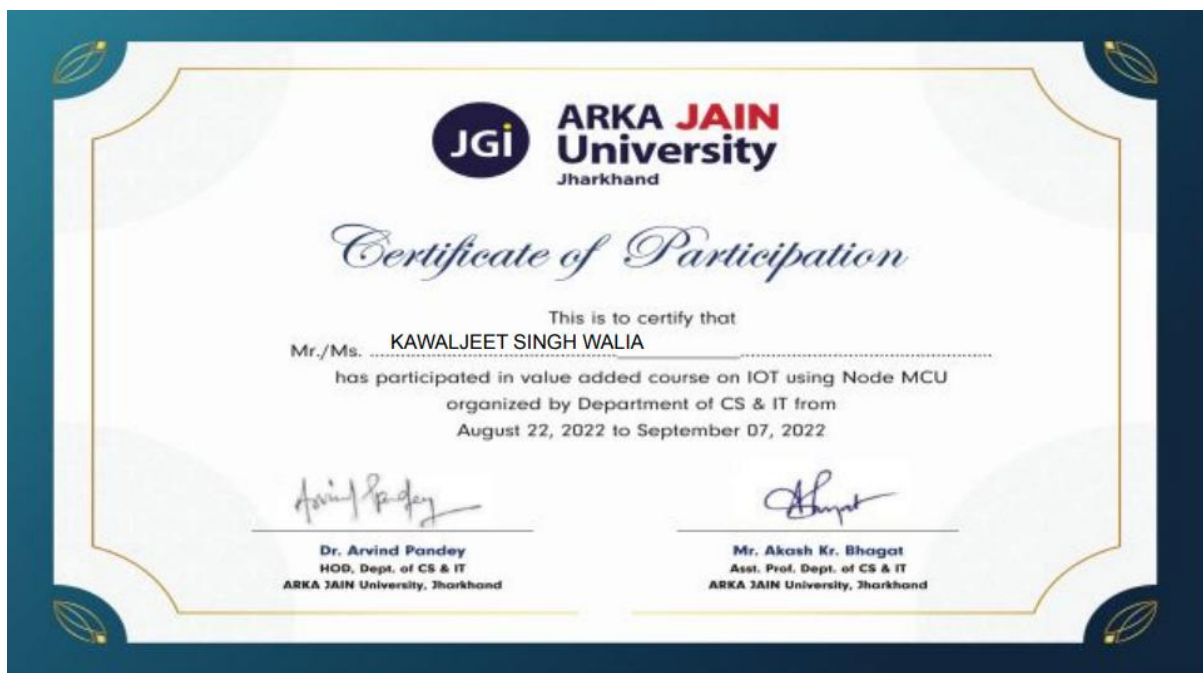 JGi
ARKA JAIN
University
Jharkhand
Certificate of Participation
This is to certify that
Mr./Ms. KAWALJEET SINGH WALIA
has participated in value added course on IOT using Node MCU
organized by Department of CS & IT from
August 22, 2022 to September 07, 2022
Arvind Pandey
Dr. Arvind Pandey
HOD, Dept. of CS & IT
ARKA JAIN University, Jharkhand
Mr. Akash Kr. Bhagat
Asst. Prof. Dept. of CS & IT
ARKA JAIN University, Jharkhand